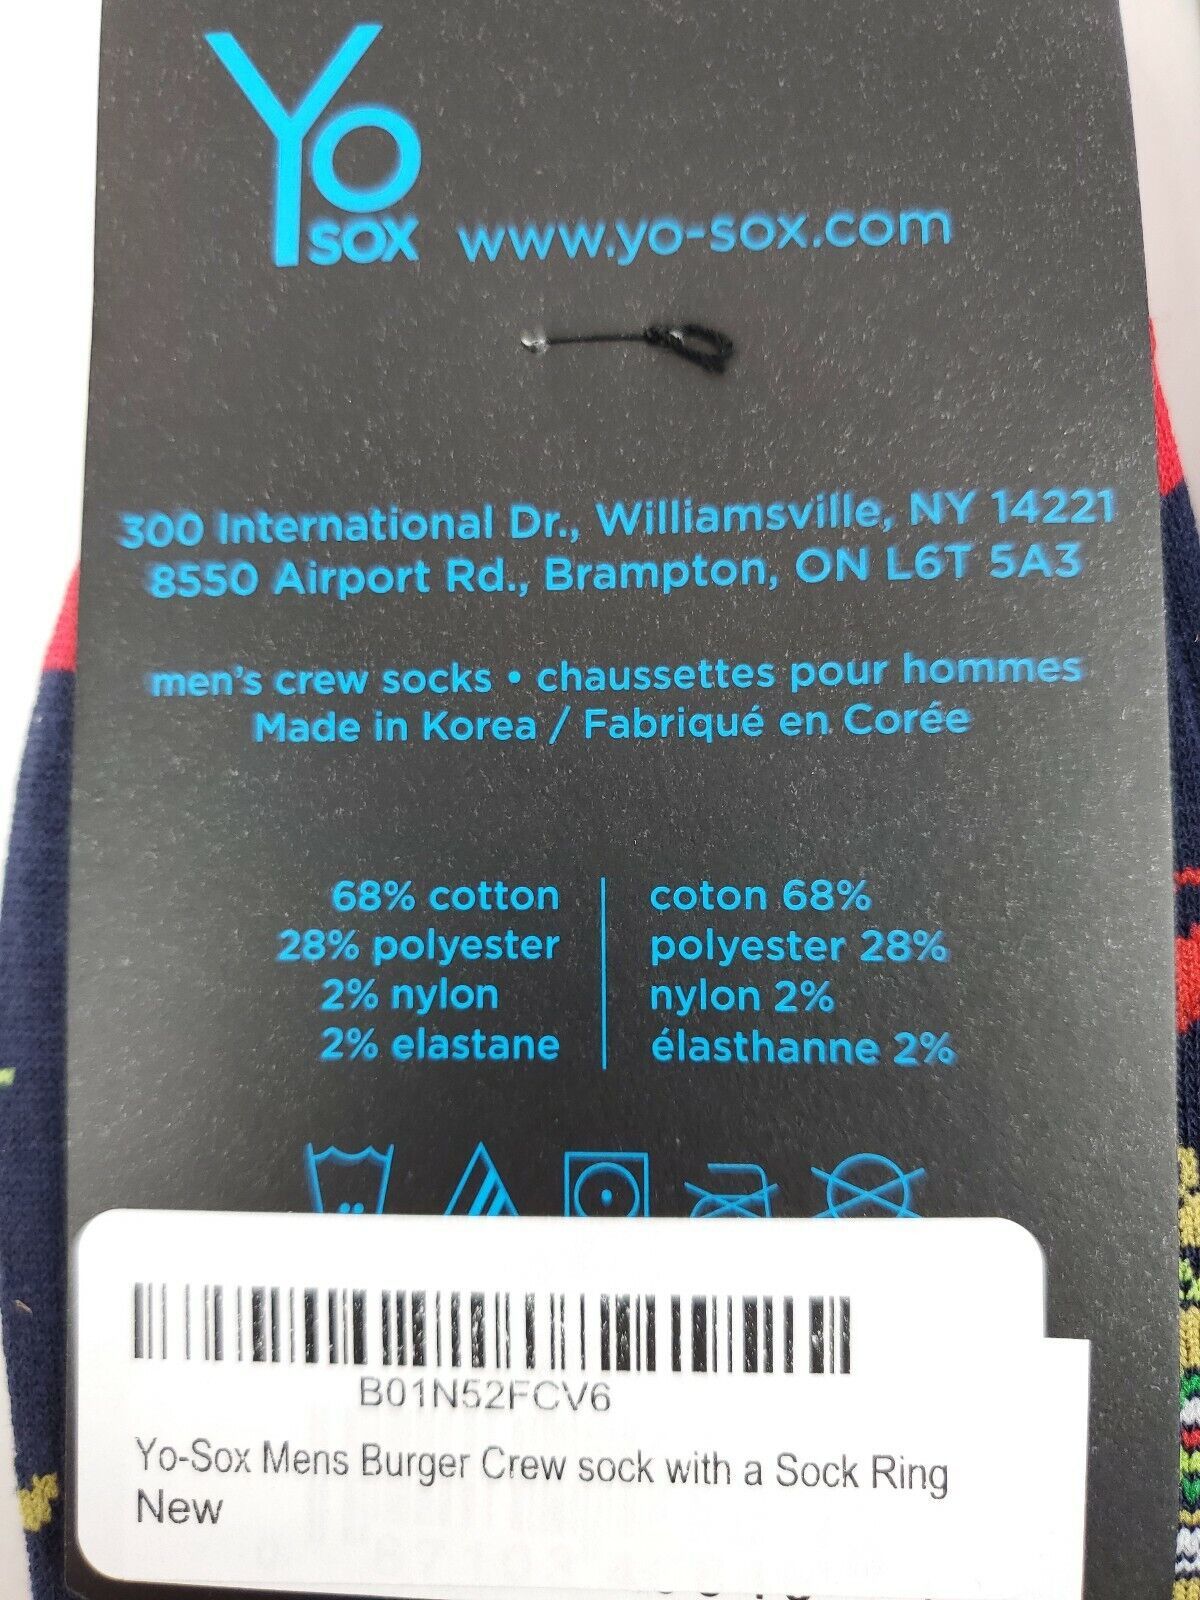 Yo
SOX www.yo-sox.com
300 International Dr., Williamsville, NY 14221
8550 Airport Rd., Brampton, ON L6T 5A3
men's crew socks • chaussettes pour hommes
Made in Korea / Fabriqué en Corée
68% cotton
28% polyester
2% nylon
2% elastane
coton 68%
polyester 28%
nylon 2%
élasthanne 2%
B01N52FCV6
Yo-Sox Mens Burger Crew sock with a Sock Ring
New